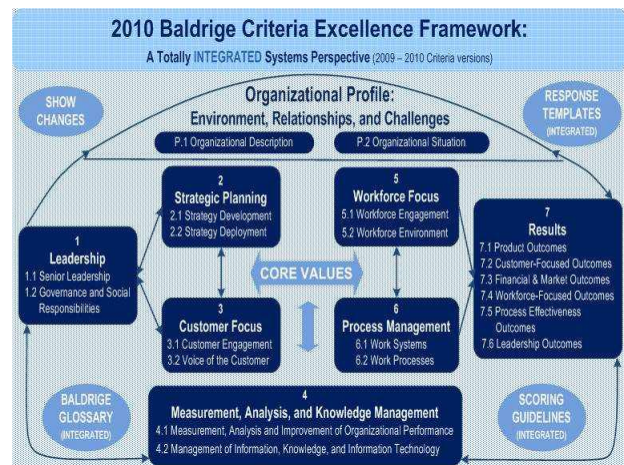 2010 Baldrige Criteria Excellence Framework:
A Totally INTEGRATED Systems Perspective (2009 – 2010 Criteria versions)
SHOW
CHANGES
Organizational Profile:
Environment, Relationships, and Challenges
RESPONSE
TEMPLATES
(INTEGRATED)
P.1 Organizational Description
P.2 Organizational Situation
2
Strategic Planning
2.1 Strategy Development
2.2 Strategy Deployment
5
Workforce Focus
5.1 Workforce Engagement
5.2 Workforce Environment
1
Leadership
1.1 Senior Leadership
1.2 Governance and Social
Responsibilities
CORE VALUES
7
Results
7.1 Product Outcomes
7.2 Customer-Focused Outcomes
7.3 Financial & Market Outcomes
7.4 Workforce-Focused Outcomes
7.5 Process Effectiveness
Outcomes
7.6 Leadership Outcomes
3
Customer Focus
3.1 Customer Engagement
3.2 Voice of the Customer
6
Process Management
6.1 Work Systems
6.2 Work Processes
BALDRIGE
GLOSSARY
(INTEGRATED)
4
Measurement, Analysis, and Knowledge Management
4.1 Measurement, Analysis and Improvement of Organizational Performance
4.2 Management of Information, Knowledge, and Information Technology
SCORING
GUIDELINES
(INTEGRATED)